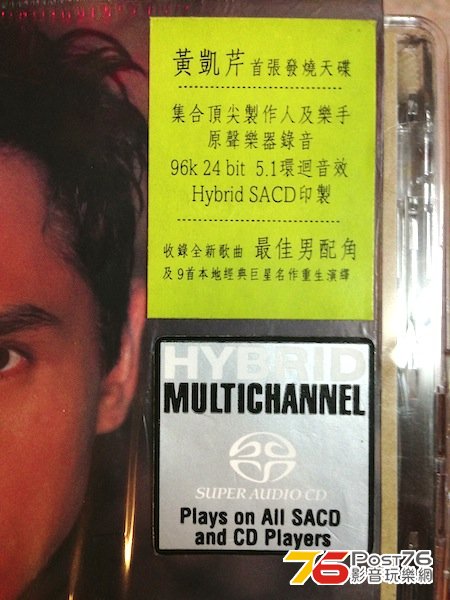 黃凱芹 首張發燒天碟
集合頂尖製作人及樂手
原聲樂器錄音
96k 24 bit 5.1環迴音效
Hybrid SACD印製
收錄全新歌曲 最佳男配角
及9首本地經典巨星名作重生演繹
HYBRID
MULTICHANNEL
SUPER AUDIO CD
Plays on All SACD
and CD Players
76 Post76
影音玩樂網